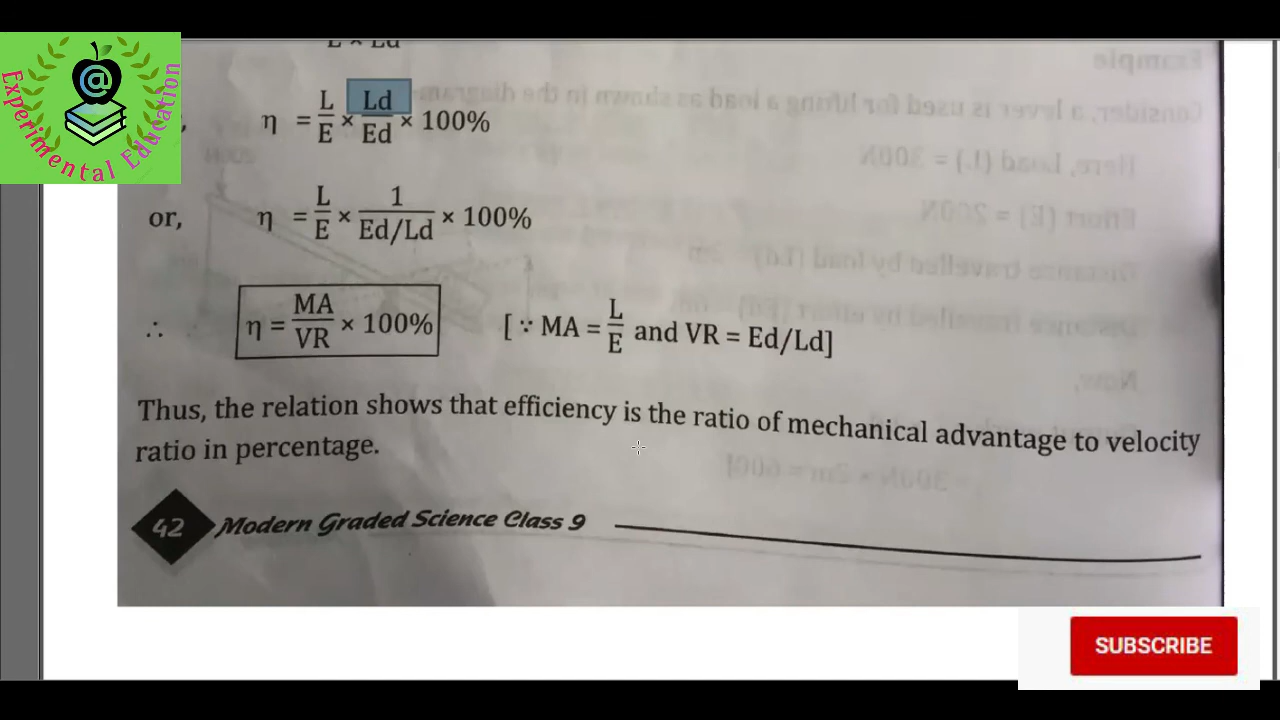 Experimental Education
@
η = L/E × Ld/Ed × 100%
or, η = L/E × 1/Ed/Ld × 100%
∴ η = MA/VR × 100% [ ∵ MA = L/E and VR = Ed/Ld]
Thus, the relation shows that efficiency is the ratio of mechanical advantage to velocity
ratio in percentage.
42 Modern Graded Science Class 9
SUBSCRIBE